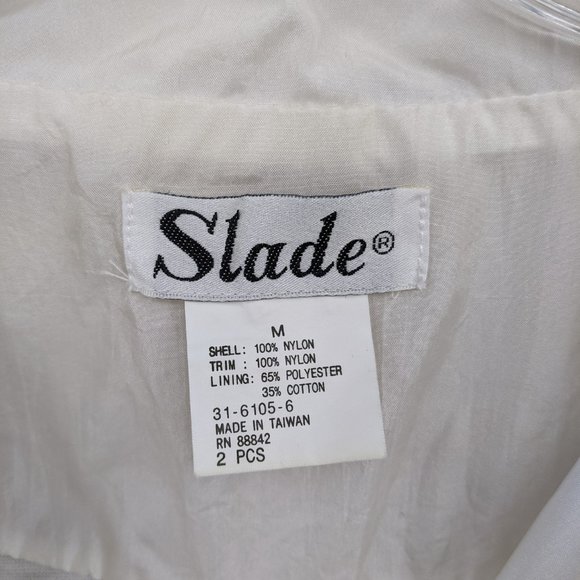 Slade®
M
SHELL: 100% NYLON
TRIM : 100% NYLON
LINING: 65% POLYESTER
35% COTTON
31-6105-6
MADE IN TAIWAN
RN 88842
2 PCS